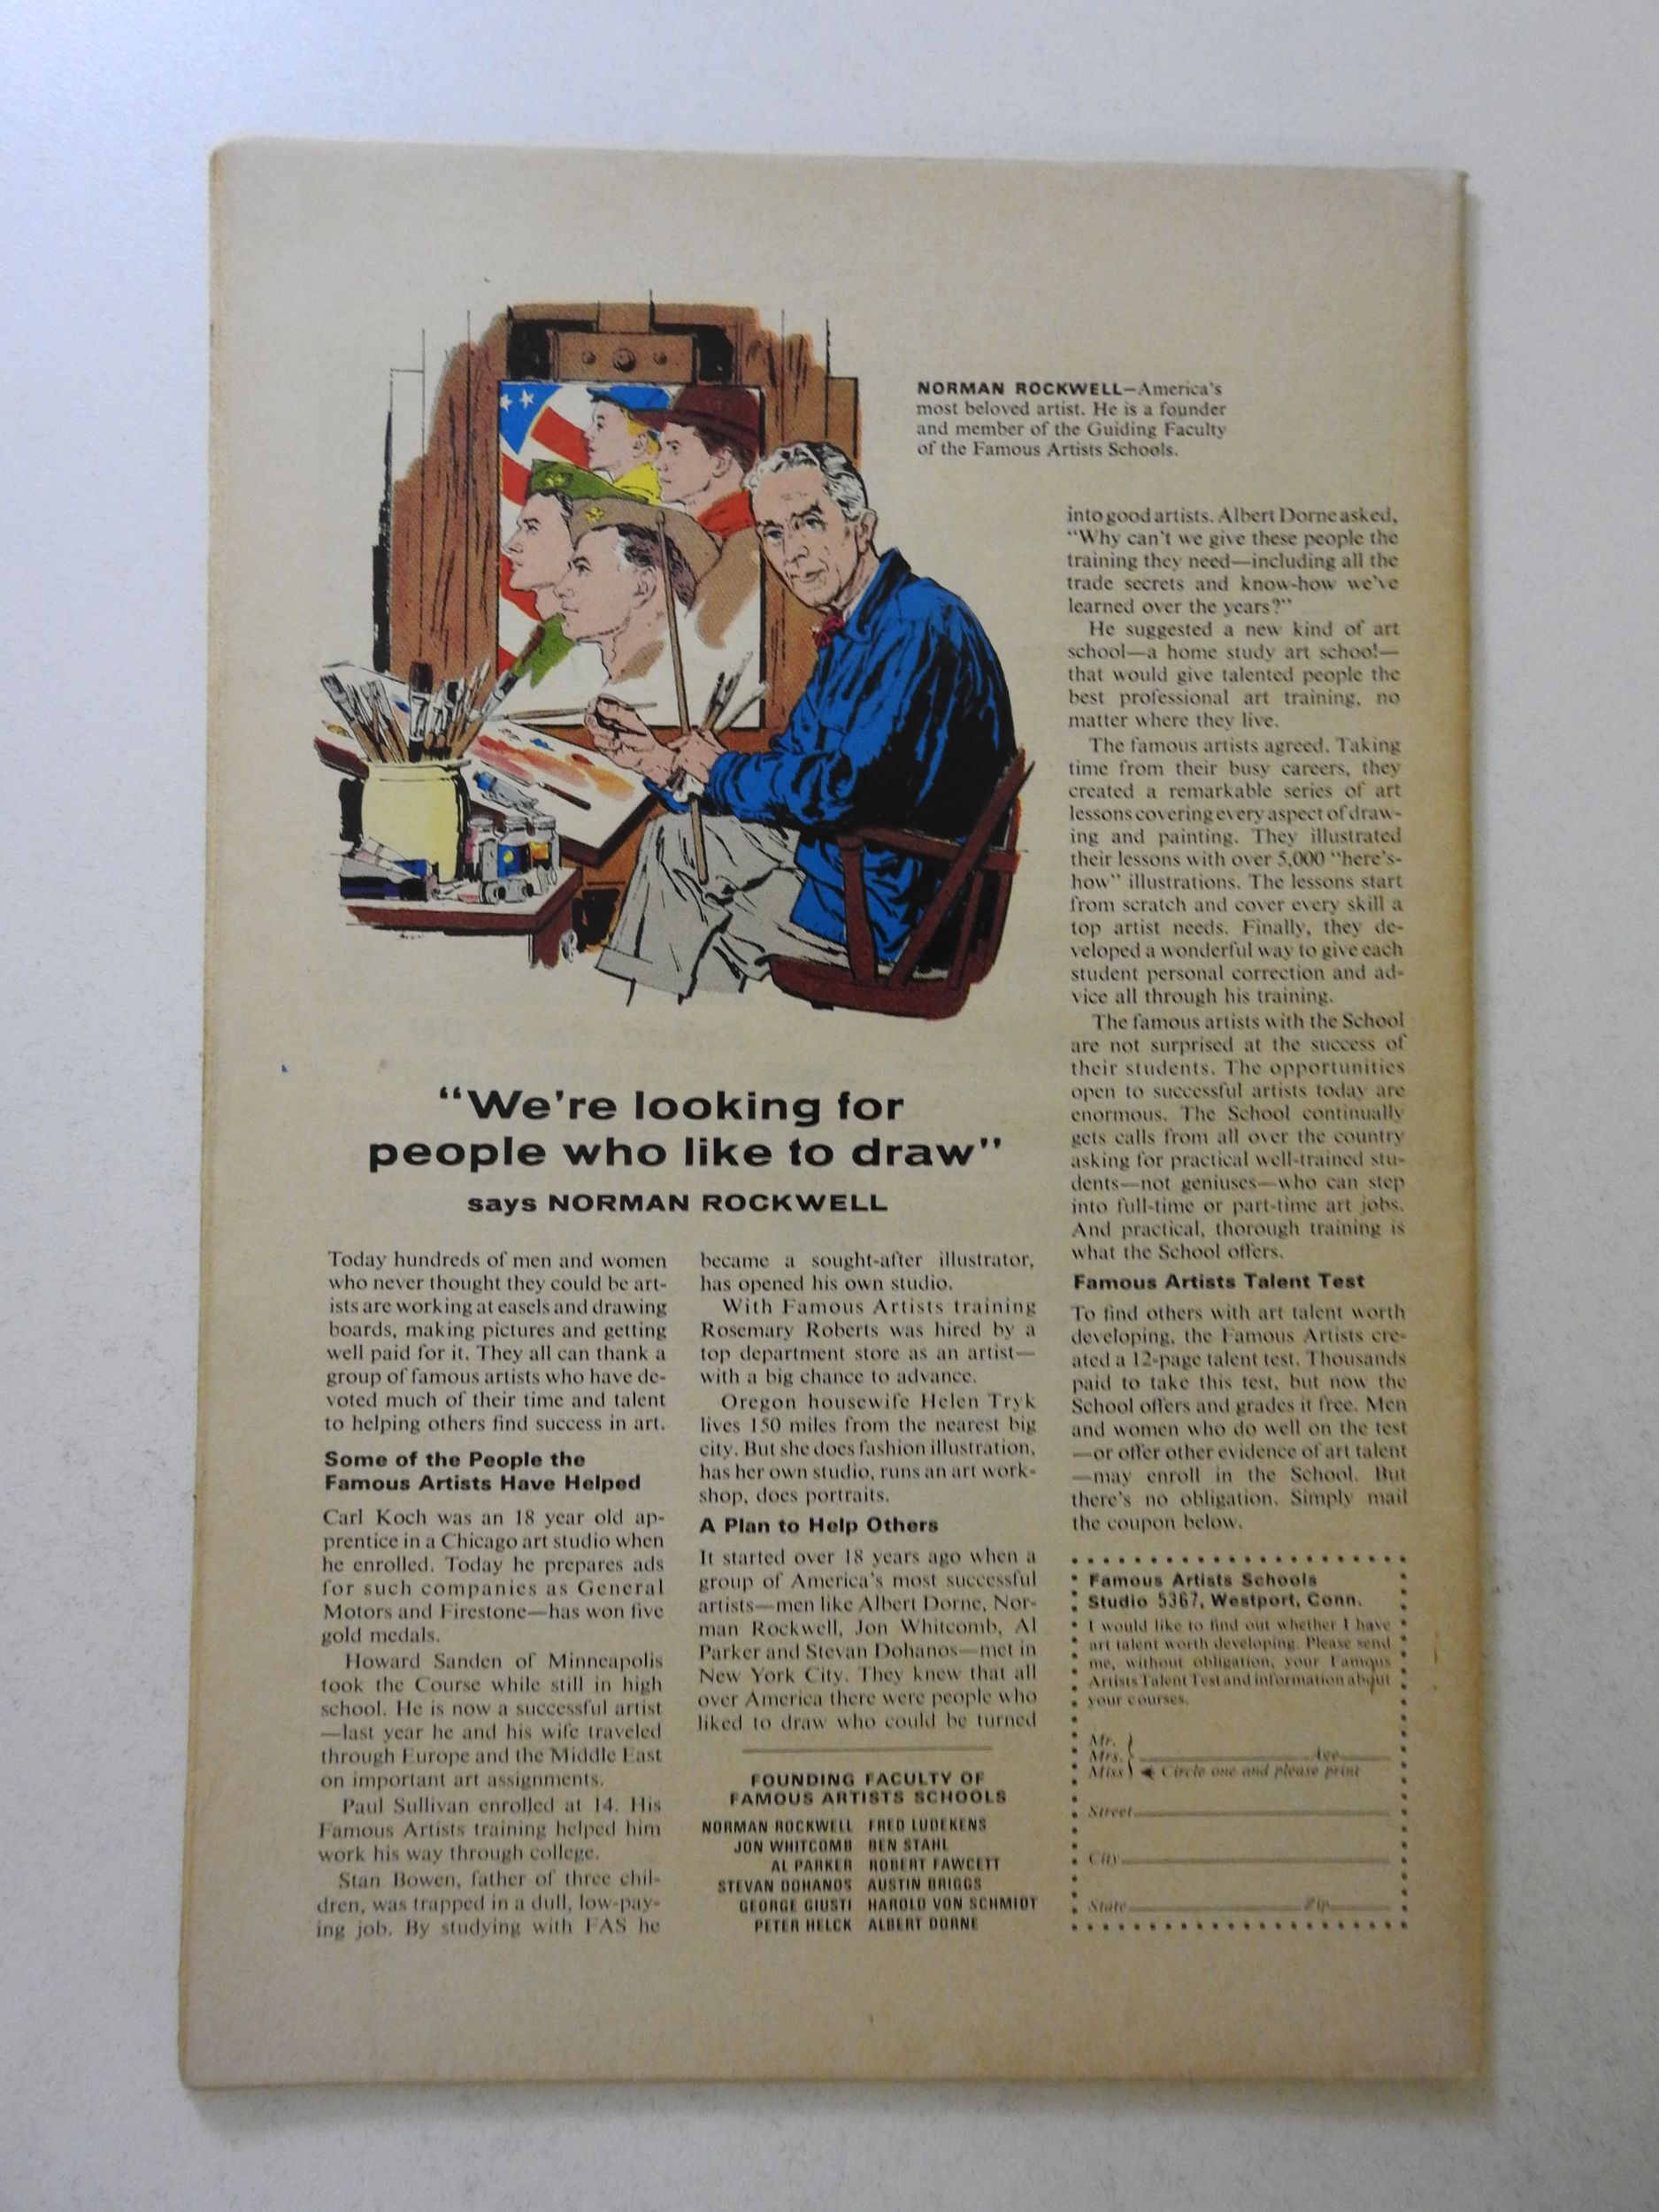 NORMAN ROCKWELL—America's
most beloved artist. He is a founder
and member of the Guiding Faculty
of the Famous Artists Schools.
"We're looking for
people who like to draw"
says NORMAN ROCKWELL
Today hundreds of men and women
who never thought they could be art-
ists are working at easels and drawing
boards, making pictures and getting
well paid for it. They all can thank a
group of famous artists who have de-
voted much of their time and talent
to helping others find success in art.
Some of the People the
Famous Artists Have Helped
Carl Koch was an 18 year old ap-
prentice in a Chicago art studio when
he enrolled. Today he prepares ads
for such companies as General
Motors and Firestone—has won five
gold medals.
Howard Sanden of Minneapolis
took the Course while still in high
school. He is now a successful artist
—last year he and his wife traveled
through Europe and the Middle East
on important art assignments.
Paul Sullivan enrolled at 14. His
Famous Artists training helped him
work his way through college.
Stan Bowen, father of three chil-
dren, was trapped in a dull, low-pay-
ing job. By studying with FAS he
became a sought-after illustrator,
has opened his own studio.
With Famous Artists training
Rosemary Roberts was hired by a
top department store as an artist—
with a big chance to advance.
Oregon housewife Helen Tryk
lives 150 miles from the nearest big
city. But she does fashion illustration,
has her own studio, runs an art work-
shop, does portraits.
A Plan to Help Others
It started over 18 years ago when a
group of America's most successful
artists—men like Albert Dorne, Nor-
man Rockwell, Jon Whitcomb, Al
Parker and Stevan Dohanos—met in
New York City. They knew that all
over America there were people who
liked to draw who could be turned
FOUNDING FACULTY OF
FAMOUS ARTISTS SCHOOLS
NORMAN ROCKWELL FRED LUDEKENS
JON WHITCOMB BEN STAHL
AL PARKER ROBERT FAWCETT
STEVAN DOHANOS AUSTIN BRIGGS
GEORGE GIUSTI HAROLD VON SCHMIDT
PETER HELCK ALBERT DORNE
into good artists. Albert Dorne asked,
"Why can't we give these people the
training they need—including all the
trade secrets and know-how we've
learned over the years?"
He suggested a new kind of art
school—a home study art school—
that would give talented people the
best professional art training, no
matter where they live.
The famous artists agreed. Taking
time from their busy careers, they
created a remarkable series of art
lessons covering every aspect of draw-
ing and painting. They illustrated
their lessons with over 5,000 "here's-
how" illustrations. The lessons start
from scratch and cover every skill a
top artist needs. Finally, they de-
veloped a wonderful way to give each
student personal correction and ad-
vice all through his training.
The famous artists with the School
are not surprised at the success of
their students. The opportunities
open to successful artists today are
enormous. The School continually
gets calls from all over the country
asking for practical well-trained stu-
dents—not geniuses—who can step
into full-time or part-time art jobs.
And practical, thorough training is
what the School offers.
Famous Artists Talent Test
To find others with art talent worth
developing, the Famous Artists cre-
ated a 12-page talent test. Thousands
paid to take this test, but now the
School offers and grades it free. Men
and women who do well on the test
—or offer other evidence of art talent
—may enroll in the School. But
there's no obligation. Simply mail
the coupon below.
Famous Artists Schools
Studio 5367, Westport, Conn.
I would like to find out whether I have
art talent worth developing. Please send
me, without obligation, your Famous
Artists Talent Test and information about
your courses.
Mr.
Mrs. Age
Miss Circle one and please print
Street
City
State Zip